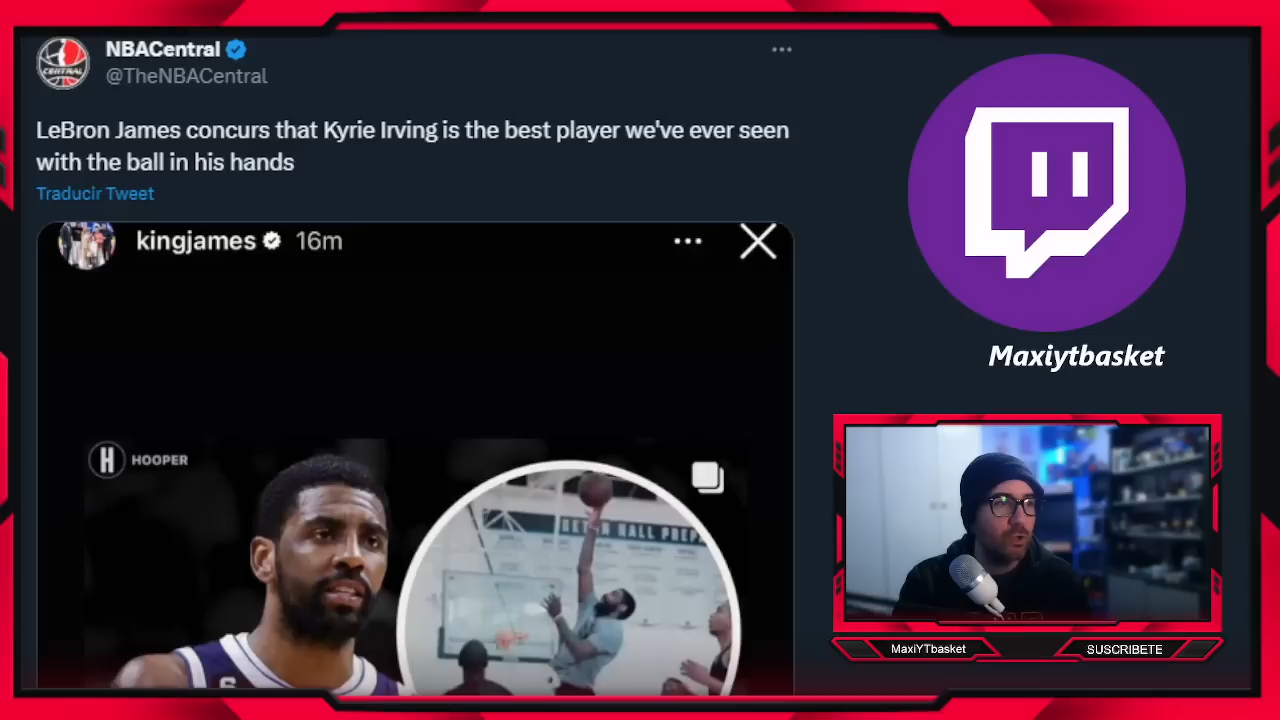 NBACentral
@TheNBACentral
LeBron James concurs that Kyrie Irving is the best player we've ever seen
with the ball in his hands
Traducir Tweet
kingjames 16m
H HOOPER
CENTRAL
Maxiytbasket
MaxiYTbasket
SUSCRIBETE